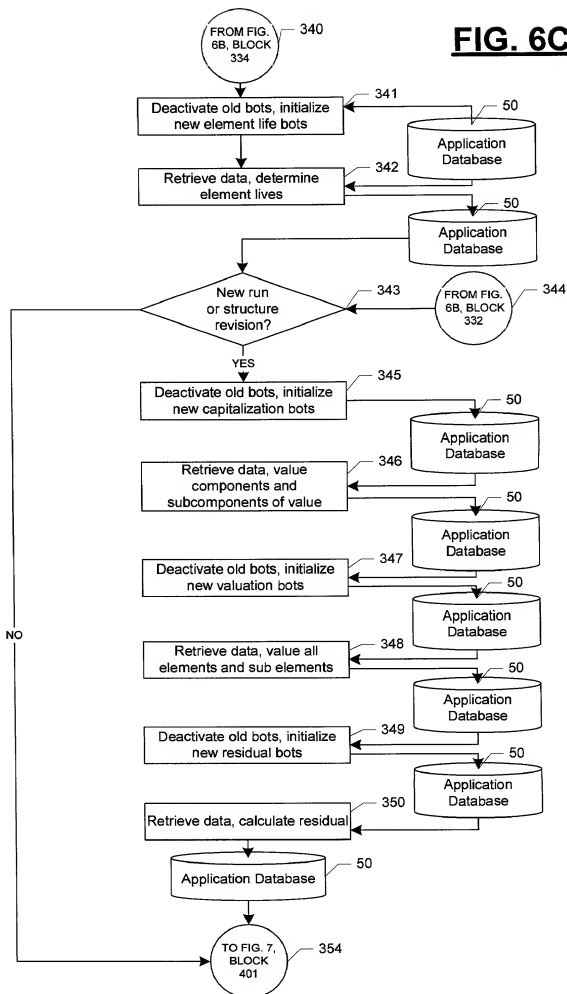 FIG. 6C
FROM FIG.
6B, BLOCK
334
340
341
Deactivate old bots, initialize
new element life bots
50
Application
Database
342
Retrieve data, determine
element lives
50
Application
Database
New run
or structure
revision?
343
FROM FIG.
6B, BLOCK
332
344
YES
345
Deactivate old bots, initialize
new capitalization bots
50
Application
Database
346
Retrieve data, value
components and
subcomponents of value
50
Application
Database
347
Deactivate old bots, initialize
new valuation bots
50
Application
Database
NO
348
Retrieve data, value all
elements and sub elements
50
Application
Database
349
Deactivate old bots, initialize
new residual bots
50
Application
Database
350
Retrieve data, calculate residual
Application Database
50
TO FIG. 7,
BLOCK
401
354